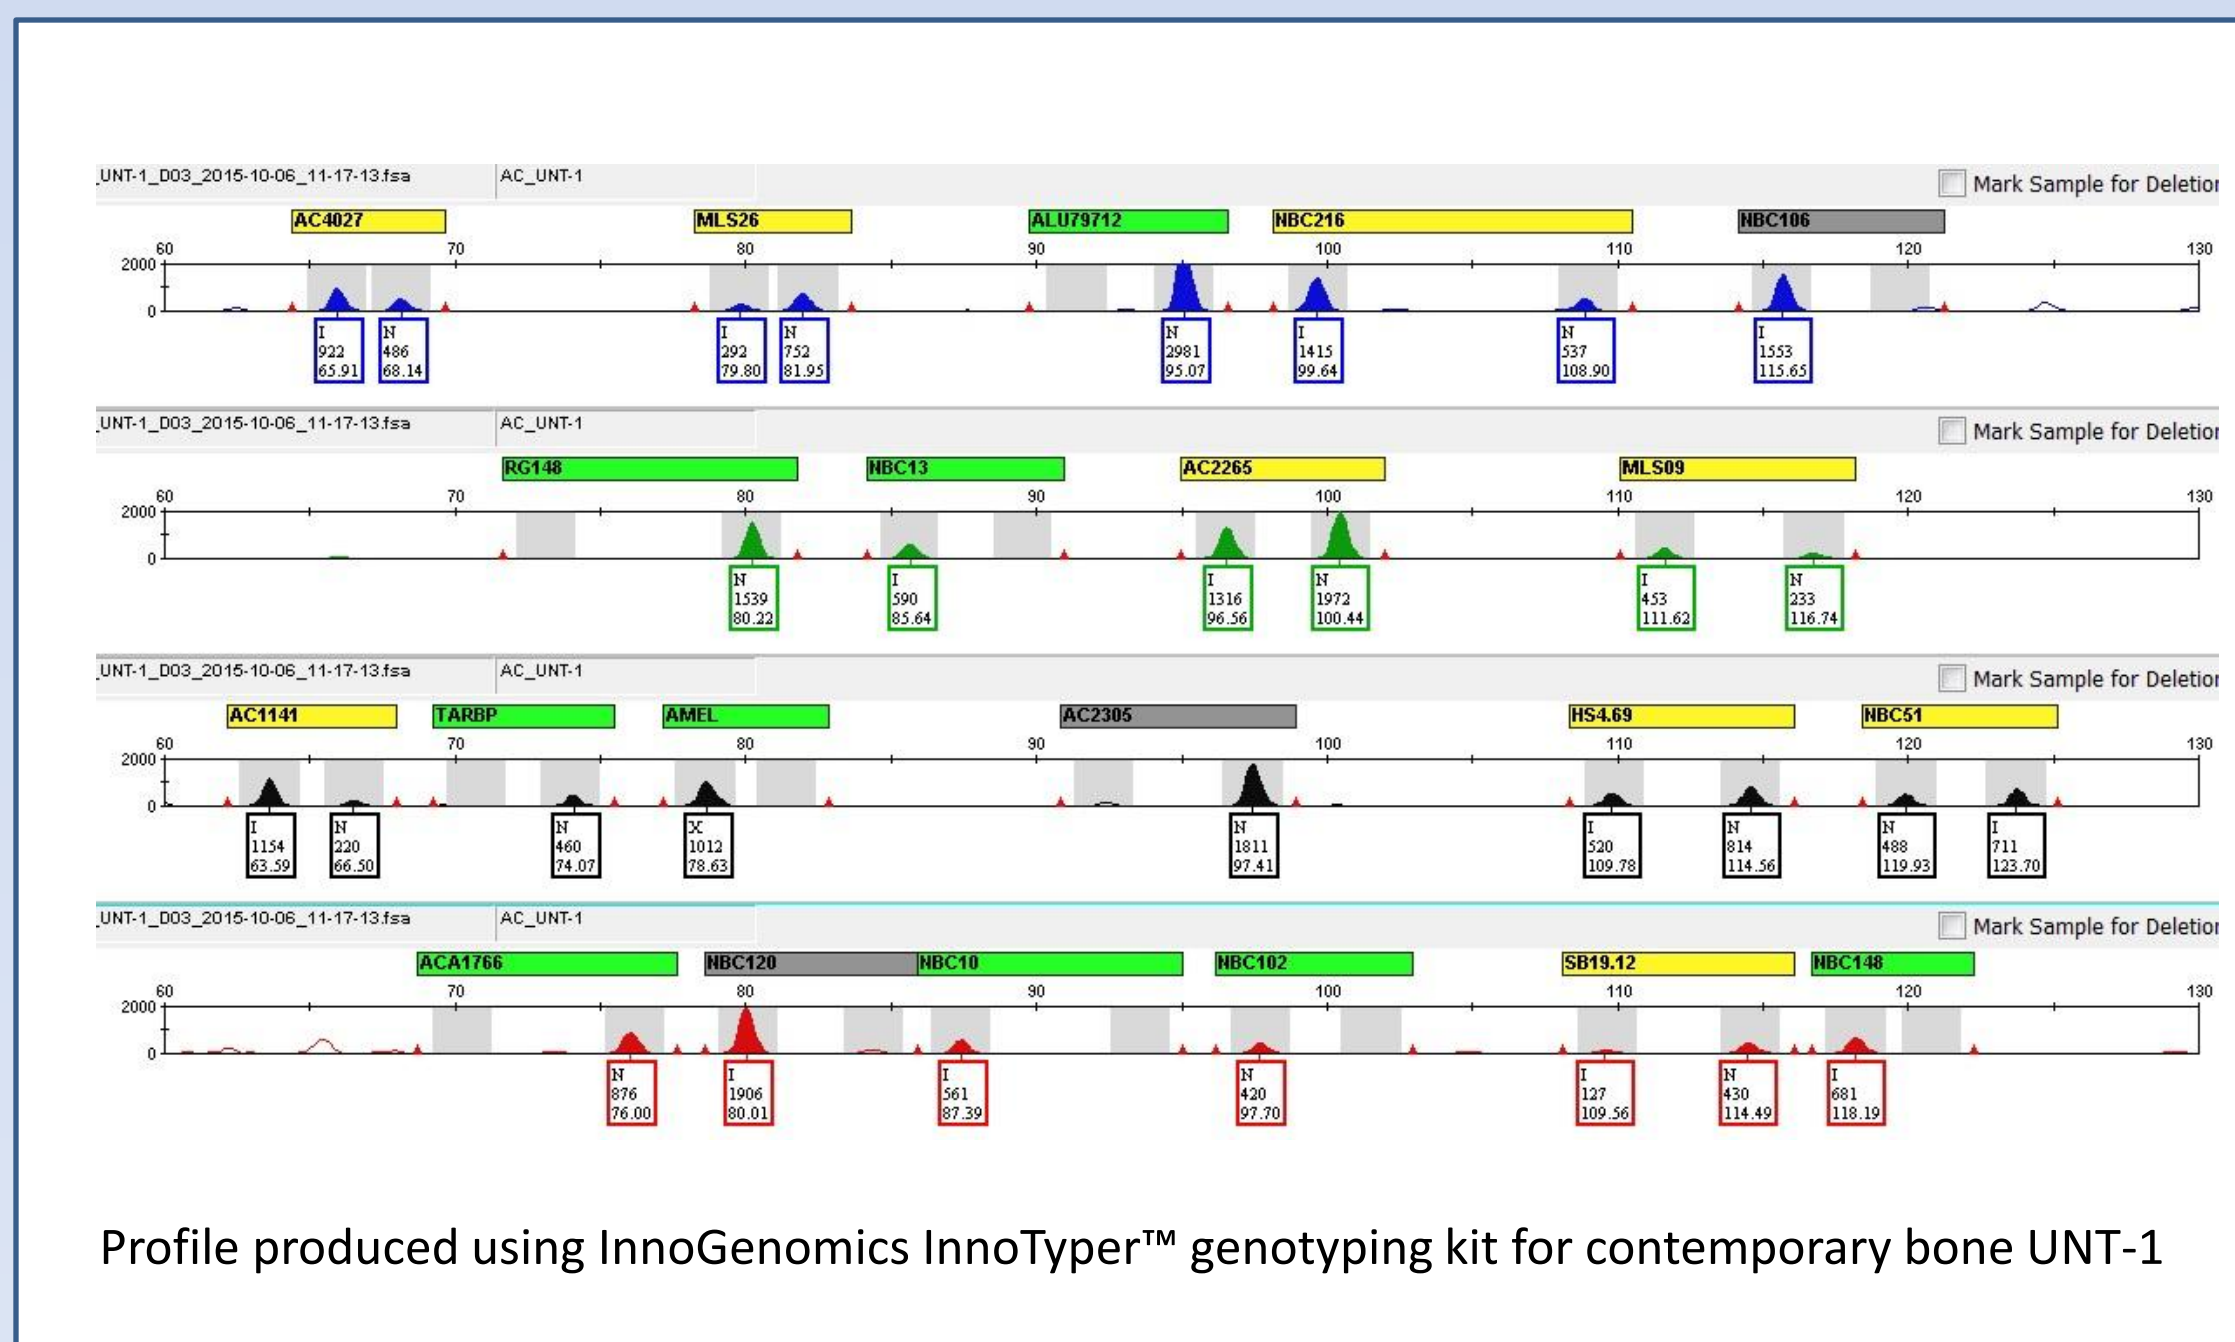 _UNT-1_D03_2015-10-06_11-17-13.fsa AC_UNT-1 Mark Sample for Deletion
AC4027 MLS26 ALU79712 NBC216 NBC106
60 70 80 90 100 110 120 130
2000
0
I N I N N I N I
922 486 292 752 2981 1415 537 1553
65.91 68.14 79.80 81.95 95.07 99.64 108.90 115.65
_UNT-1_D03_2015-10-06_11-17-13.fsa AC_UNT-1 Mark Sample for Deletion
RG148 NBC13 AC2265 MLS09
60 70 80 90 100 110 120 130
2000
0
N I I N I N
1539 590 1316 1972 453 233
80.22 85.64 96.56 100.44 111.62 116.74
_UNT-1_D03_2015-10-06_11-17-13.fsa AC_UNT-1 Mark Sample for Deletion
AC1141 TARBP AMEL AC2305 HS4.69 NBC51
60 70 80 90 100 110 120 130
2000
0
I N N X N I N N I
1154 220 460 1012 1811 520 814 488 711
63.59 66.50 74.07 78.63 97.41 109.78 114.56 119.93 123.70
_UNT-1_D03_2015-10-06_11-17-13.fsa AC_UNT-1 Mark Sample for Deletion
ACA1766 NBC120 NBC10 NBC102 SB19.12 NBC148
60 70 80 90 100 110 120 130
2000
0
N I I N I N I
876 1906 561 420 127 430 681
76.00 80.01 87.39 97.70 109.56 114.49 118.19
Profile produced using InnoGenomics InnoTyper™ genotyping kit for contemporary bone UNT-1